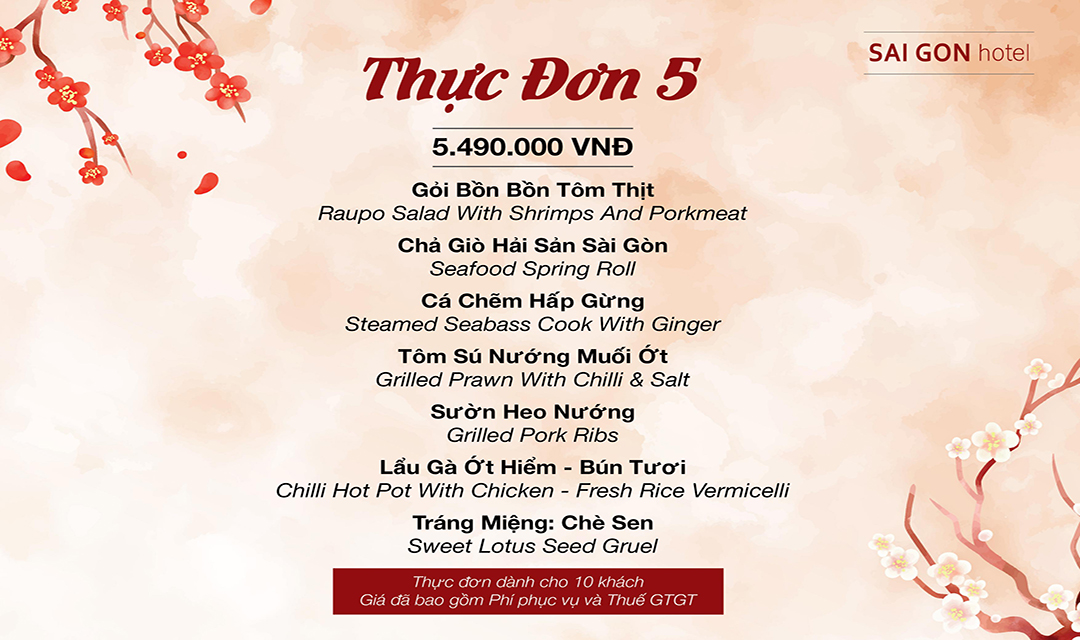 SAI GON hotel
Thực Đơn 5
5.490.000 VNĐ
Gỏi Bồn Bồn Tôm Thịt
Raupo Salad With Shrimps And Porkmeat
Chả Giò Hải Sản Sài Gòn
Seafood Spring Roll
Cá Chẽm Hấp Gừng
Steamed Seabass Cook With Ginger
Tôm Sú Nướng Muối Ớt
Grilled Prawn With Chilli & Salt
Sườn Heo Nướng
Grilled Pork Ribs
Lẩu Gà Ớt Hiểm - Bún Tươi
Chilli Hot Pot With Chicken - Fresh Rice Vermicelli
Tráng Miệng: Chè Sen
Sweet Lotus Seed Gruel
Thực đơn dành cho 10 khách
Giá đã bao gồm Phí phục vụ và Thuế GTGT